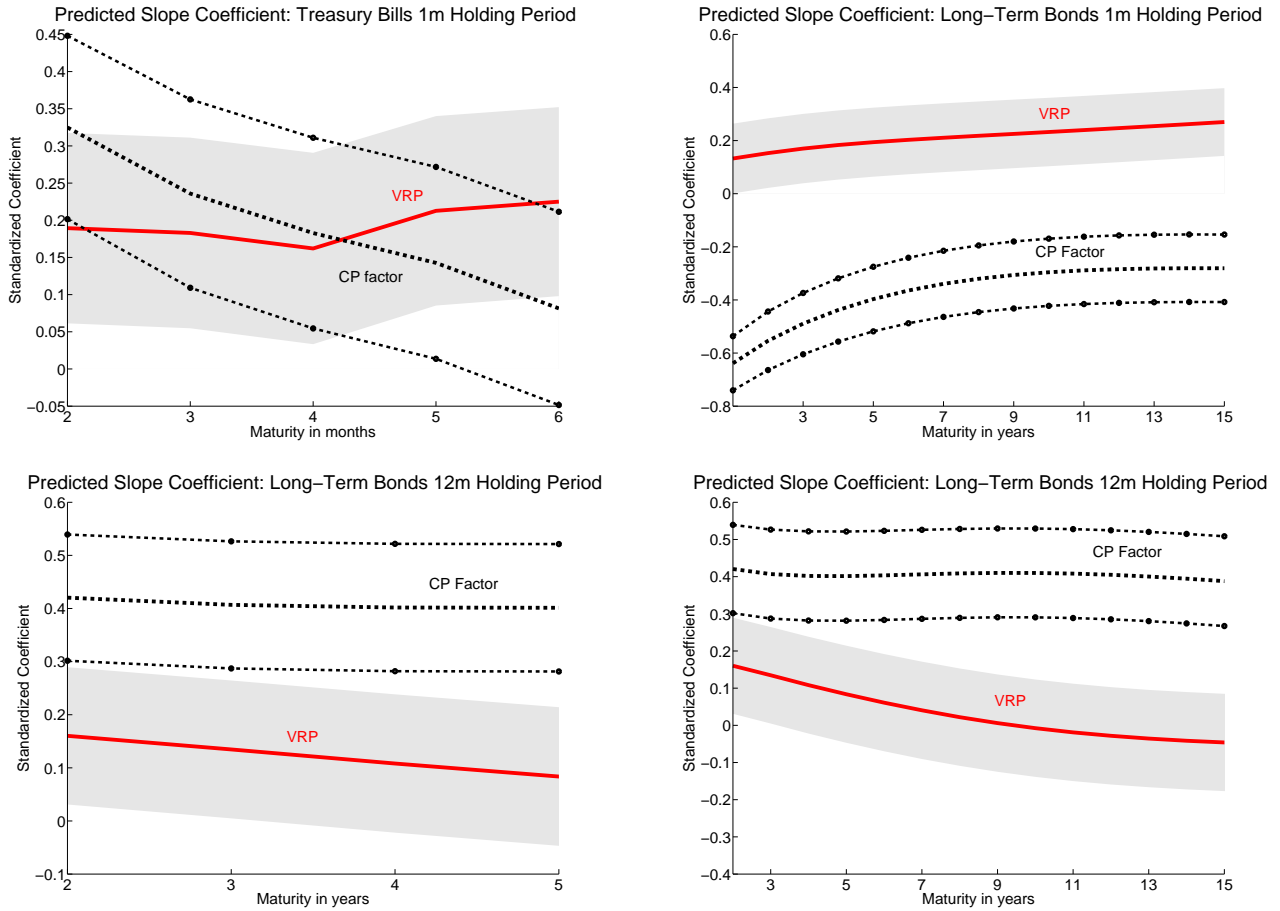 Predicted Slope Coefficient: Treasury Bills 1m Holding Period
0.45
0.4
0.35
0.3
0.25
0.2
0.15
0.1
0.05
0
−0.05
Standardized Coefficient
VRP
CP factor
2 3 4 5 6
Maturity in months
Predicted Slope Coefficient: Long−Term Bonds 1m Holding Period
0.6
0.4
0.2
0
−0.2
−0.4
−0.6
−0.8
Standardized Coefficient
VRP
CP Factor
3 5 7 9 11 13 15
Maturity in years
Predicted Slope Coefficient: Long−Term Bonds 12m Holding Period
0.6
0.5
0.4
0.3
0.2
0.1
0
−0.1
Standardized Coefficient
CP Factor
VRP
2 3 4 5
Maturity in years
Predicted Slope Coefficient: Long−Term Bonds 12m Holding Period
0.6
0.5
0.4
0.3
0.2
0.1
0
−0.1
−0.2
−0.3
−0.4
Standardized Coefficient
CP Factor
VRP
3 5 7 9 11 13 15
Maturity in years